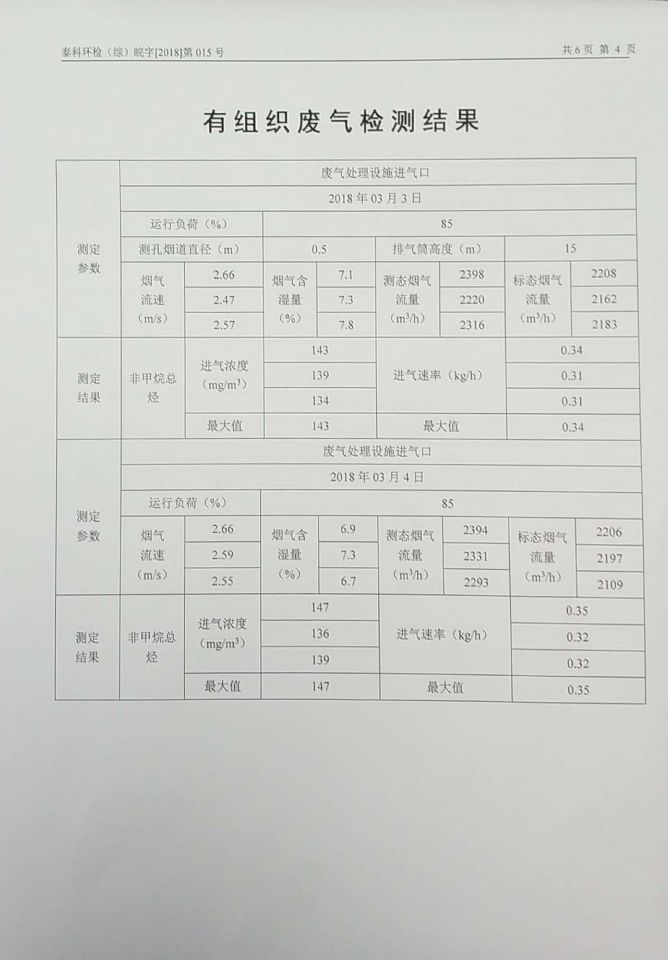 泰科环检（综）皖字[2018]第 015 号
共 6 页 第 4 页
有组织废气检测结果
测定参数
废气处理设施进气口
2018 年 03 月 3 日
运行负荷（%） 85
测孔烟道直径（m） 0.5 排气筒高度（m） 15
烟气流速（m/s） 2.66 烟气含湿量（%） 7.1 测态烟气流量（m³/h） 2398 标态烟气流量（m³/h） 2208
2.47 7.3 2220 2162
2.57 7.8 2316 2183
测定结果 非甲烷总烃 进气浓度（mg/m³） 143 进气速率（kg/h） 0.34
139 0.31
134 0.31
最大值 143 最大值 0.34
测定参数
废气处理设施进气口
2018 年 03 月 4 日
运行负荷（%） 85
烟气流速（m/s） 2.66 烟气含湿量（%） 6.9 测态烟气流量（m³/h） 2394 标态烟气流量（m³/h） 2206
2.59 7.3 2331 2197
2.55 6.7 2293 2109
测定结果 非甲烷总烃 进气浓度（mg/m³） 147 进气速率（kg/h） 0.35
136 0.32
139 0.32
最大值 147 最大值 0.35